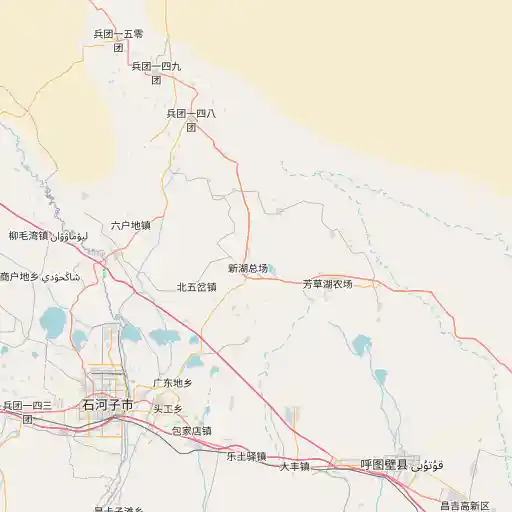 兵团一五零
团
兵团一四九
团
兵团一四八
团
六户地镇
柳毛湾镇 ليۇماۋۋان
新湖总场
商户地乡 شاڭخۇدي
北五岔镇
芳草湖农场
广东地乡
兵团一四三
团
石河子市
头工乡
包家店镇
乐土驿镇
大丰镇
呼图壁县 قۇتۇبى
昌吉高新区